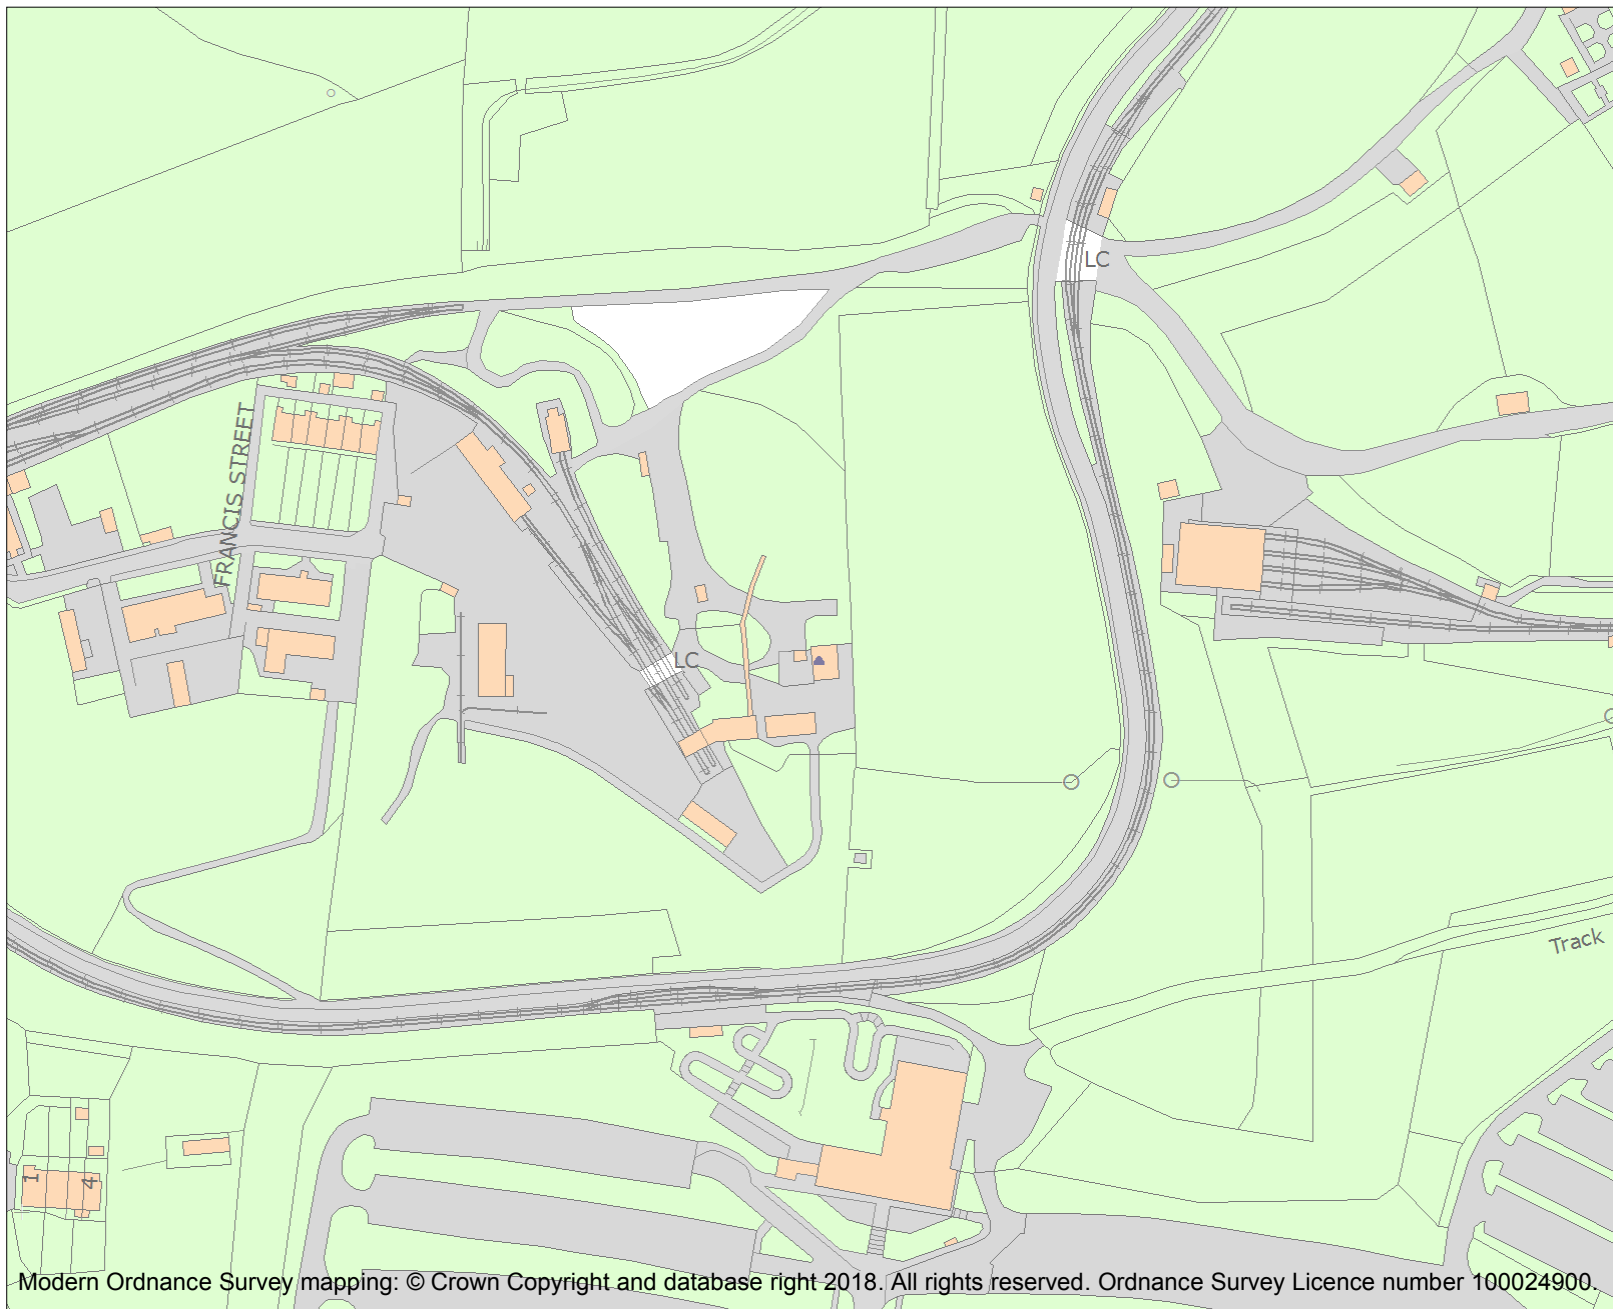 LC
FRANCIS STREET
LC
Track
1
4
Modern Ordnance Survey mapping: © Crown Copyright and database right 2018. All rights reserved. Ordnance Survey Licence number 100024900.